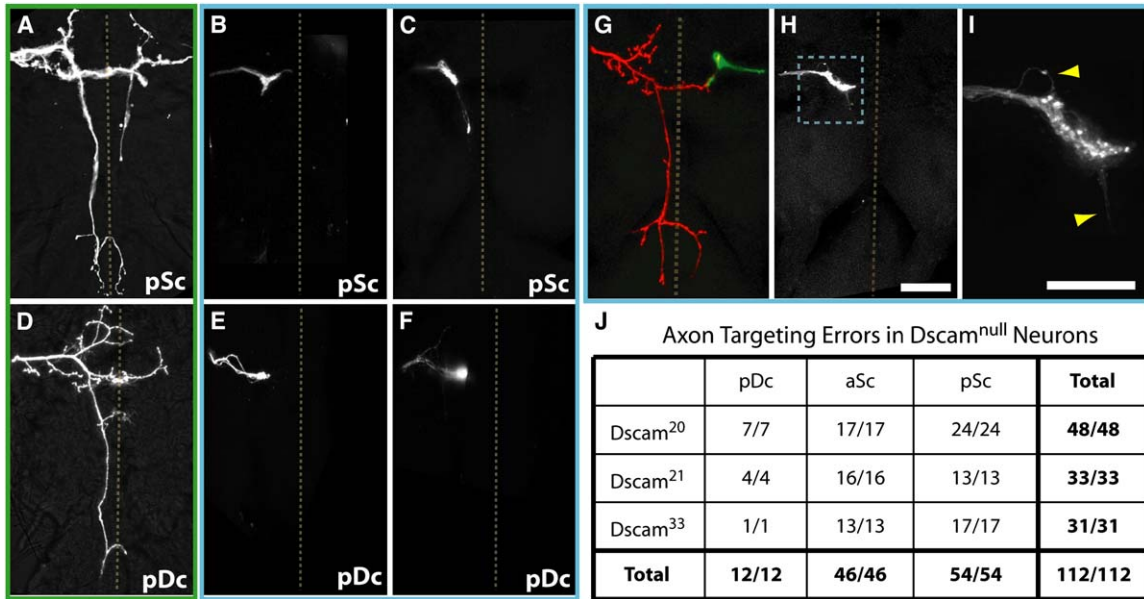 A
B
C
G
H
I
pSc
pSc
pSc
D
E
F
pDc
pDc
pDc
J
Axon Targeting Errors in Dscam^null Neurons
pDc aSc pSc Total
Dscam^20 7/7 17/17 24/24 48/48
Dscam^21 4/4 16/16 13/13 33/33
Dscam^33 1/1 13/13 17/17 31/31
Total 12/12 46/46 54/54 112/112